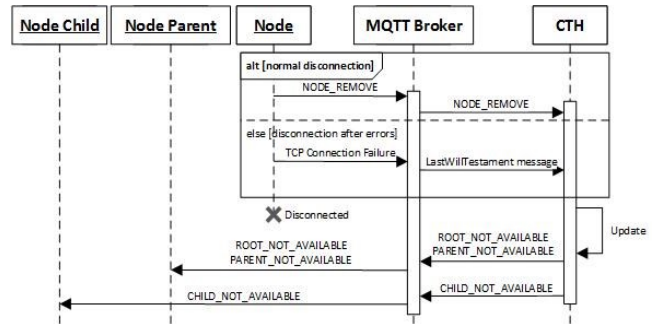 Node Child
Node Parent
Node
MQTT Broker
CTH
alt [normal disconnection]
NODE_REMOVE
NODE_REMOVE
else [disconnection after errors]
TCP Connection Failure
LastWillTestament message
Disconnected
Update
ROOT_NOT_AVAILABLE
PARENT_NOT_AVAILABLE
ROOT_NOT_AVAILABLE
PARENT_NOT_AVAILABLE
CHILD_NOT_AVAILABLE
CHILD_NOT_AVAILABLE